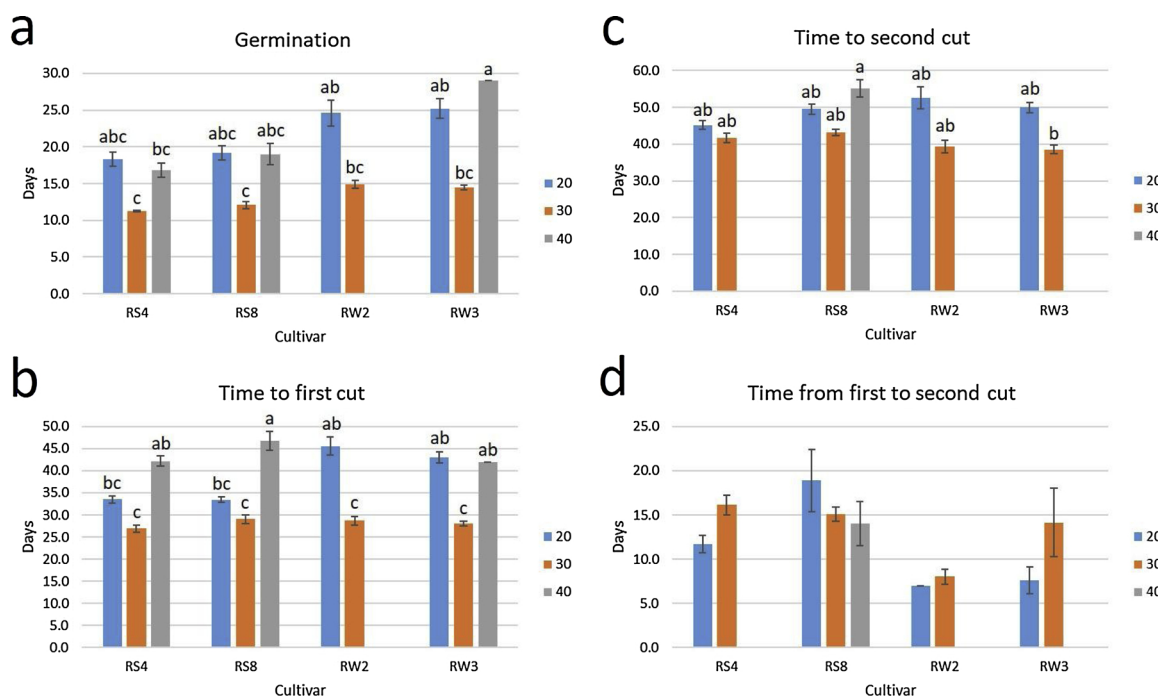 a
Germination
30.0
25.0
20.0
15.0
10.0
5.0
0.0
Days
abc
c
bc
abc
c
abc
ab
bc
ab
bc
a
RS4 RS8 RW2 RW3
Cultivar
20
30
40
b
Time to first cut
50.0
45.0
40.0
35.0
30.0
25.0
20.0
15.0
10.0
5.0
0.0
Days
bc
c
ab
bc
c
a
ab
c
ab
c
ab
RS4 RS8 RW2 RW3
Cultivar
20
30
40
c
Time to second cut
60.0
50.0
40.0
30.0
20.0
10.0
0.0
Days
ab
ab
ab
ab
a
ab
ab
ab
b
RS4 RS8 RW2 RW3
Cultivar
20
30
40
d
Time from first to second cut
25.0
20.0
15.0
10.0
5.0
0.0
Days
RS4 RS8 RW2 RW3
Cultivar
20
30
40